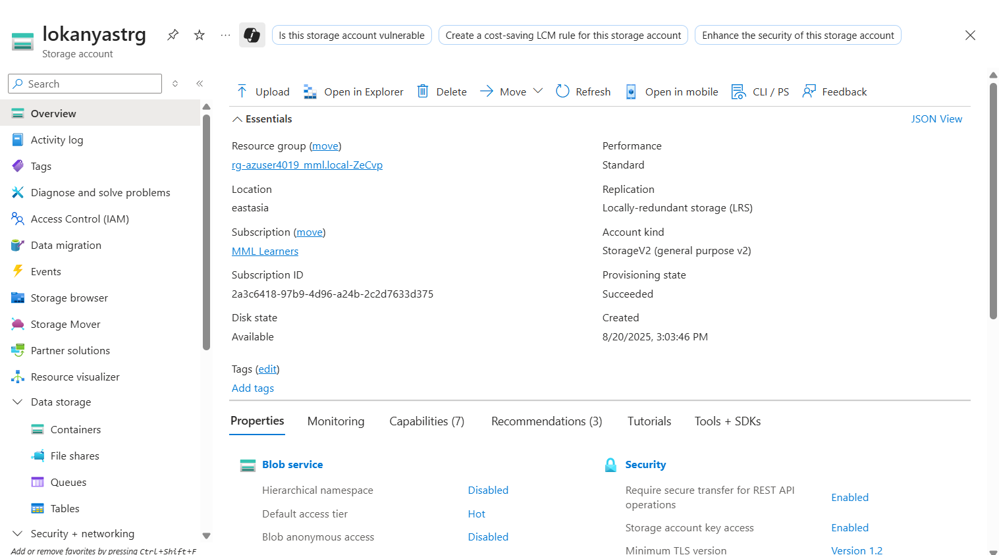 lokanyastrg
Storage account
Is this storage account vulnerable
Create a cost-saving LCM rule for this storage account
Enhance the security of this storage account
Search
Overview
Activity log
Tags
Diagnose and solve problems
Access Control (IAM)
Data migration
Events
Storage browser
Storage Mover
Partner solutions
Resource visualizer
Data storage
Containers
File shares
Queues
Tables
Security + networking
Add or remove favorites by pressing Ctrl+Shift+F
Upload
Open in Explorer
Delete
Move
Refresh
Open in mobile
CLI / PS
Feedback
Essentials
JSON View
Resource group (move)
rg-azuser4019_mml.local-ZeCvp
Location
eastasia
Subscription (move)
MML Learners
Subscription ID
2a3c6418-97b9-4d96-a24b-2c2d7633d375
Disk state
Available
Performance
Standard
Replication
Locally-redundant storage (LRS)
Account kind
StorageV2 (general purpose v2)
Provisioning state
Succeeded
Created
8/20/2025, 3:03:46 PM
Tags (edit)
Add tags
Properties
Monitoring
Capabilities (7)
Recommendations (3)
Tutorials
Tools + SDKs
Blob service
Hierarchical namespace Disabled
Default access tier Hot
Blob anonymous access Disabled
Security
Require secure transfer for REST API
operations Enabled
Storage account key access Enabled
Minimum TLS version Version 1.2